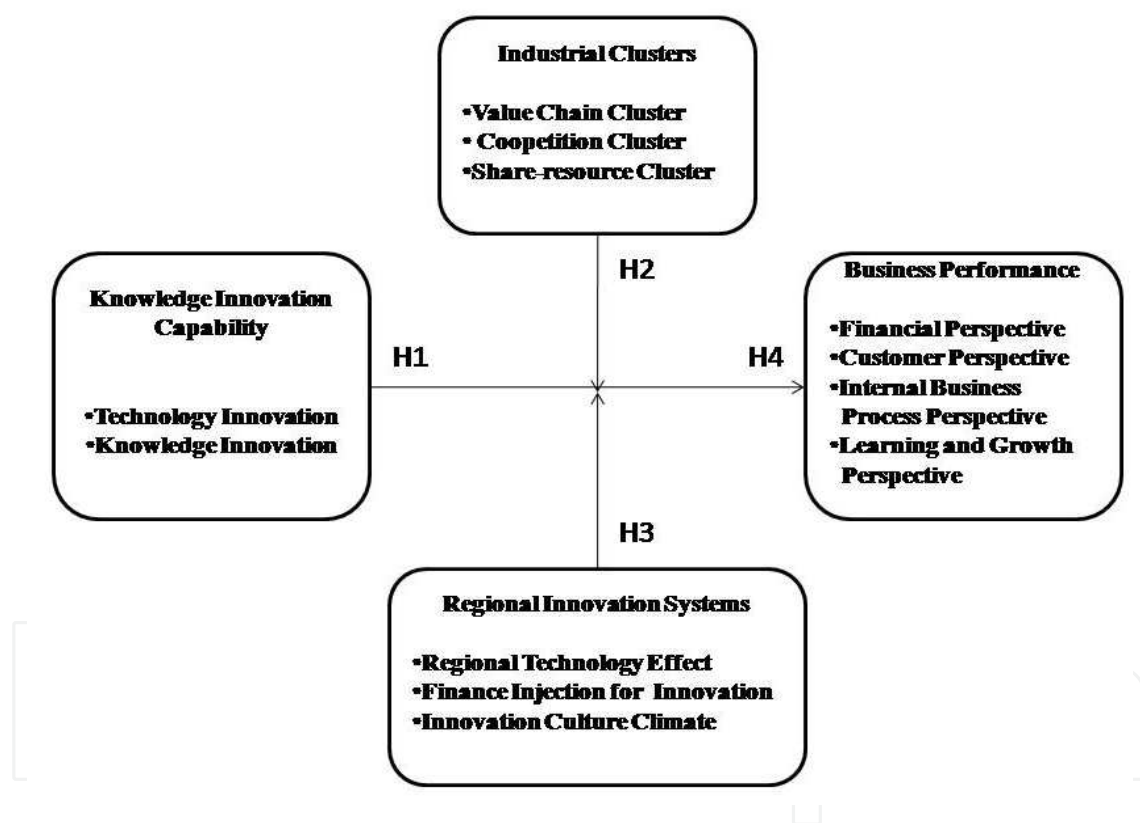 Industrial Clusters
•Value Chain Cluster
• Coopetition Cluster
•Share-resource Cluster
H2
Knowledge Innovation
Capability
•Technology Innovation
•Knowledge Innovation
H1
H4
Business Performance
•Financial Perspective
•Customer Perspective
•Internal Business
Process Perspective
•Learning and Growth
Perspective
H3
Regional Innovation Systems
•Regional Technology Effect
•Finance Injection for Innovation
•Innovation Culture Climate